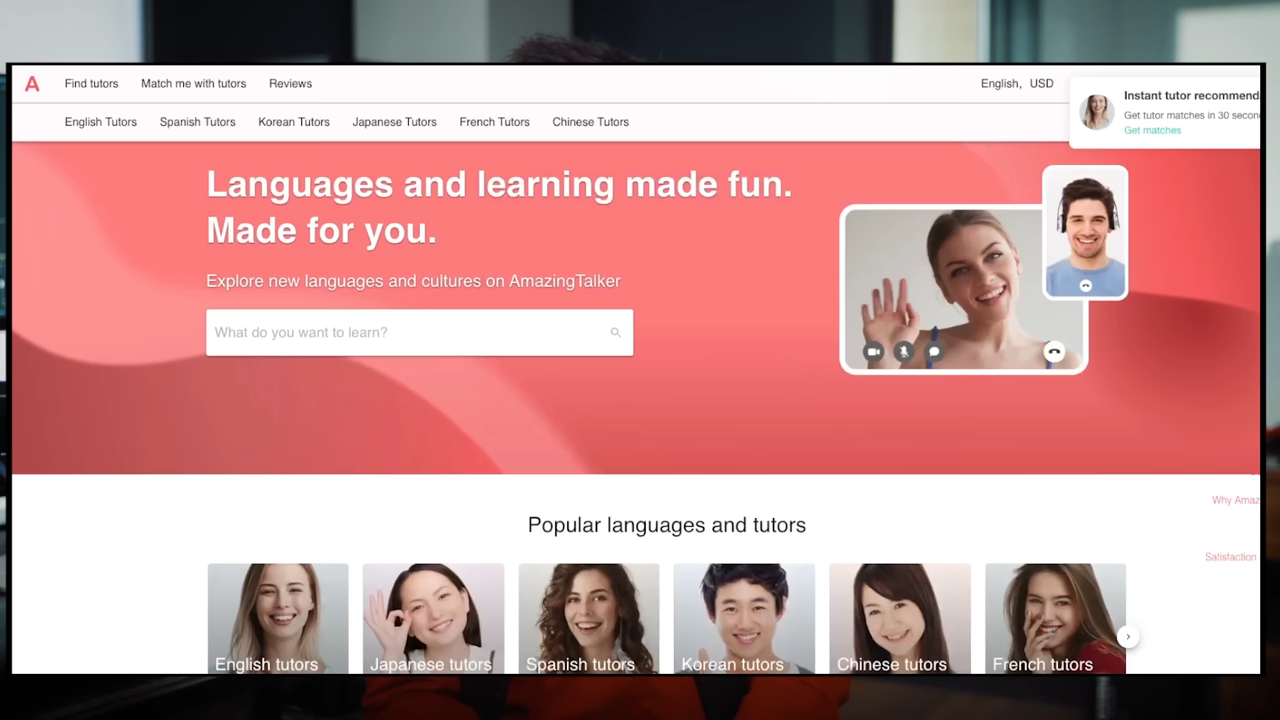 A
Find tutors
Match me with tutors
Reviews
English, USD
Instant tutor recommend
Get tutor matches in 30 secon
Get matches
English Tutors
Spanish Tutors
Korean Tutors
Japanese Tutors
French Tutors
Chinese Tutors
Languages and learning made fun.
Made for you.
Explore new languages and cultures on AmazingTalker
What do you want to learn?
Why Amaz
Popular languages and tutors
Satisfaction
English tutors
Japanese tutors
Spanish tutors
Korean tutors
Chinese tutors
French tutors